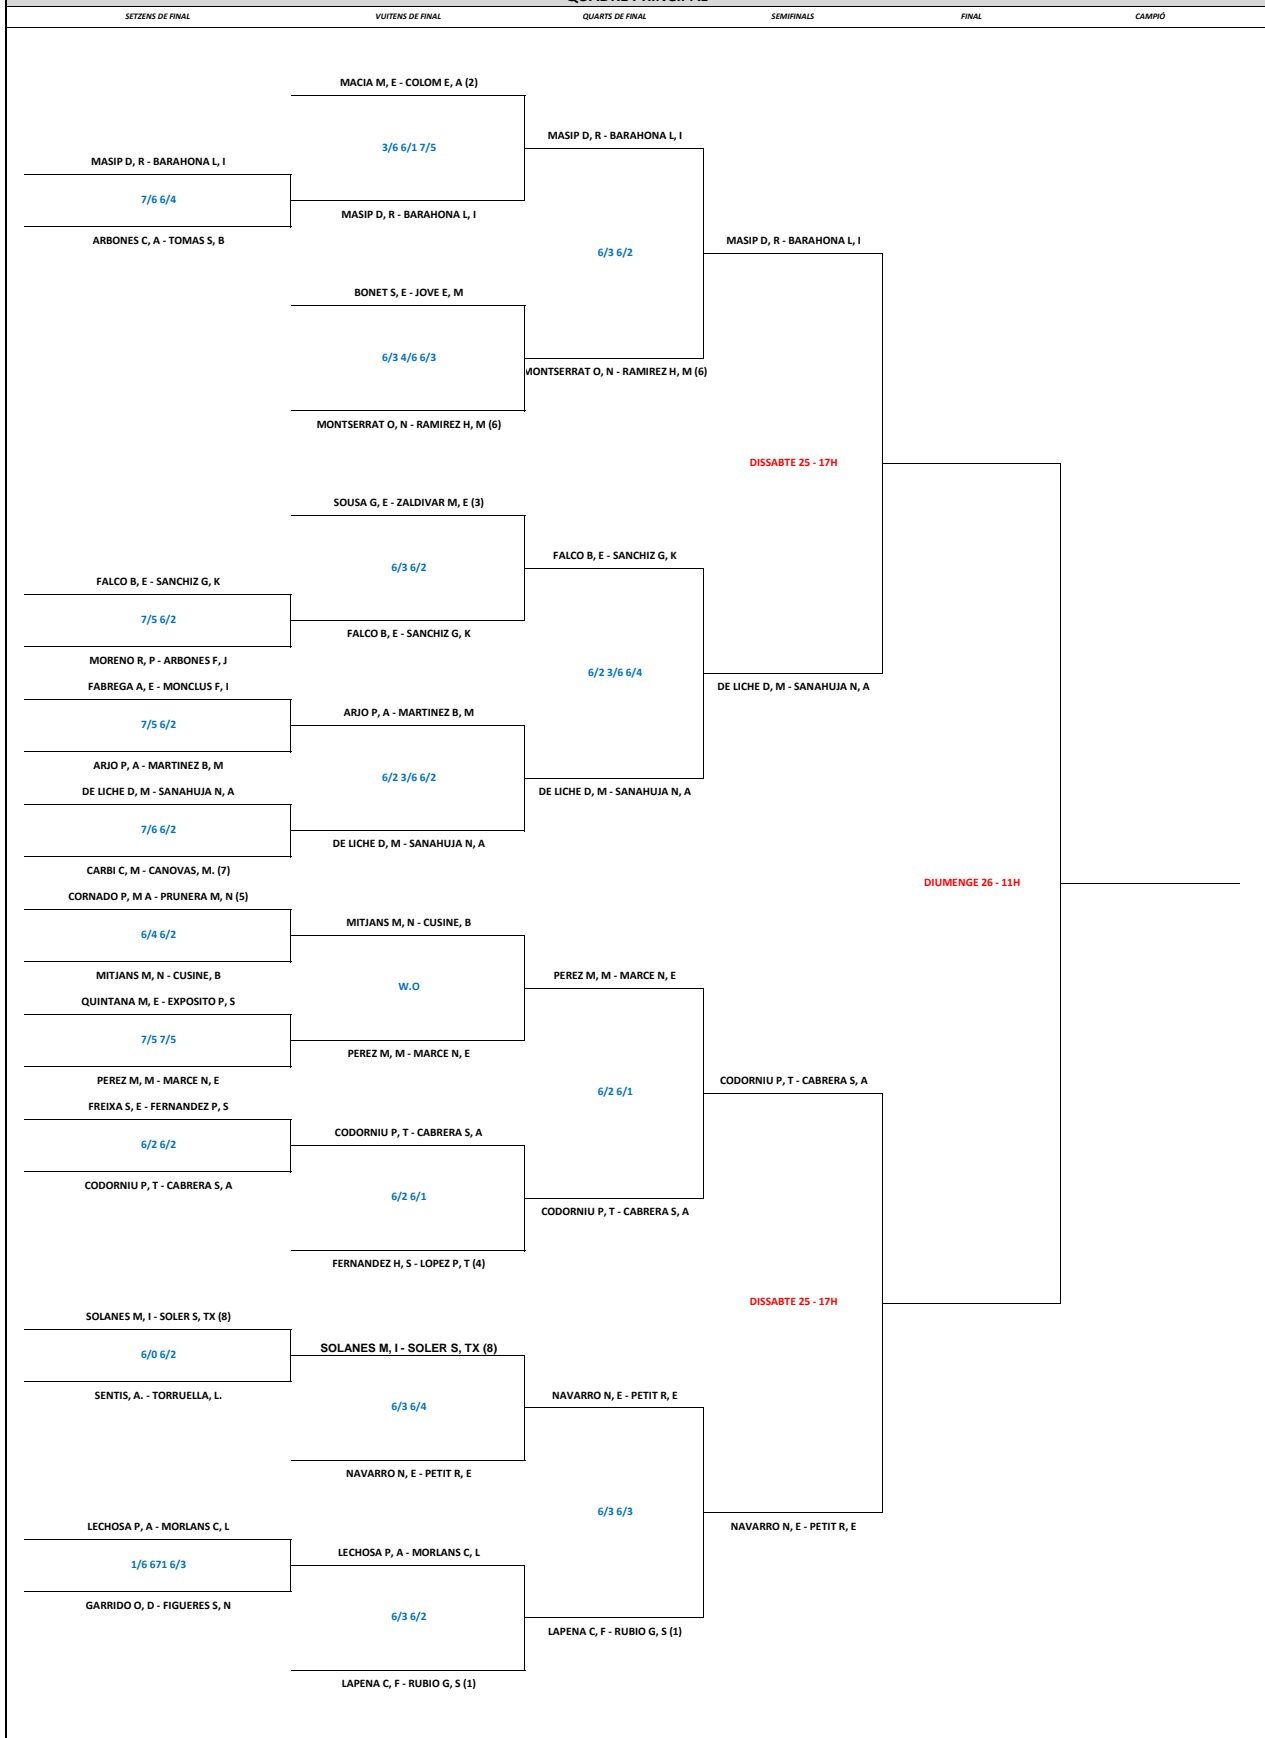 QUADRE PRINCIPAL
SETZENS DE FINAL VUITENS DE FINAL QUARTS DE FINAL SEMIFINALS FINAL CAMPIÓ
MACIA M, E - COLOM E, A (2)
MASIP D, R - BARAHONA L, I
3/6 6/1 7/5
MASIP D, R - BARAHONA L, I
7/6 6/4
MASIP D, R - BARAHONA L, I
ARBONES C, A - TOMAS S, B
MASIP D, R - BARAHONA L, I
6/3 6/2
BONET S, E - JOVE E, M
6/3 4/6 6/3
MONTSERRAT O, N - RAMIREZ H, M (6)
MONTSERRAT O, N - RAMIREZ H, M (6)
DISSABTE 25 - 17H
SOUSA G, E - ZALDIVAR M, E (3)
FALCO B, E - SANCHIZ G, K
6/3 6/2
FALCO B, E - SANCHIZ G, K
7/5 6/2
FALCO B, E - SANCHIZ G, K
MORENO R, P - ARBONES F, J
6/2 3/6 6/4
FABREGA A, E - MONCLUS F, I
DE LICHE D, M - SANAHUJA N, A
ARJO P, A - MARTINEZ B, M
7/5 6/2
ARJO P, A - MARTINEZ B, M
6/2 3/6 6/2
DE LICHE D, M - SANAHUJA N, A
DE LICHE D, M - SANAHUJA N, A
7/6 6/2
DE LICHE D, M - SANAHUJA N, A
CARBI C, M - CANOVAS, M. (7)
DIUMENGE 26 - 11H
CORNADO P, M A - PRUNERA M, N (5)
MITJANS M, N - CUSINE, B
6/4 6/2
MITJANS M, N - CUSINE, B
PEREZ M, M - MARCE N, E
W.O
QUINTANA M, E - EXPOSITO P, S
7/5 7/5
PEREZ M, M - MARCE N, E
PEREZ M, M - MARCE N, E
CODORNIU P, T - CABRERA S, A
6/2 6/1
FREIXA S, E - FERNANDEZ P, S
CODORNIU P, T - CABRERA S, A
6/2 6/2
CODORNIU P, T - CABRERA S, A
6/2 6/1
CODORNIU P, T - CABRERA S, A
FERNANDEZ H, S - LOPEZ P, T (4)
DISSABTE 25 - 17H
SOLANES M, I - SOLER S, TX (8)
SOLANES M, I - SOLER S, TX (8)
6/0 6/2
SENTIS, A. - TORRUELLA, L.
NAVARRO N, E - PETIT R, E
6/3 6/4
NAVARRO N, E - PETIT R, E
6/3 6/3
LECHOSA P, A - MORLANS C, L
NAVARRO N, E - PETIT R, E
LECHOSA P, A - MORLANS C, L
1/6 671 6/3
GARRIDO O, D - FIGUERES S, N
6/3 6/2
LAPENA C, F - RUBIO G, S (1)
LAPENA C, F - RUBIO G, S (1)